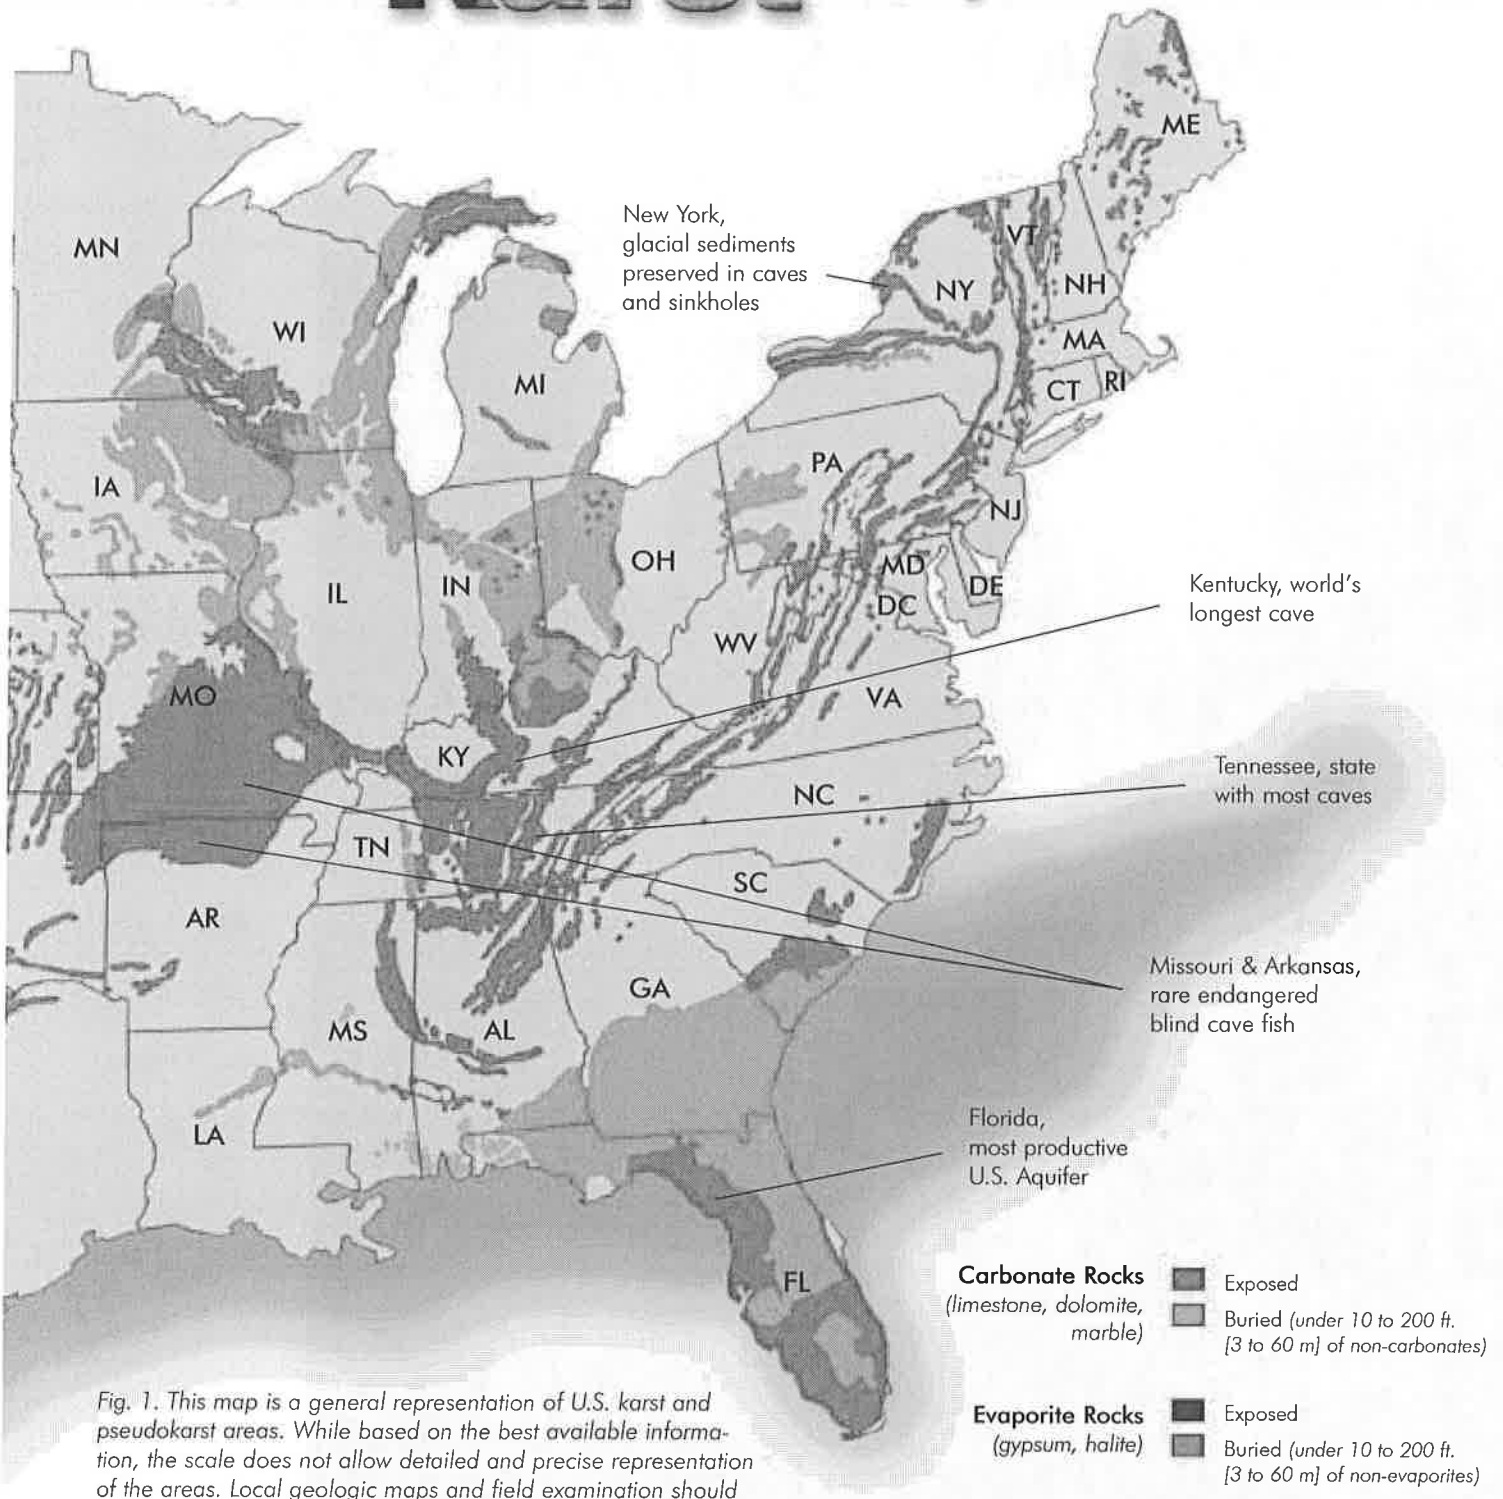 ME
New York,
glacial sediments
preserved in caves
and sinkholes
MN
VT
NY
NH
WI
MA
MI
CT
RI
PA
IA
NJ
OH
MD
DE
IL
IN
DC
Kentucky, world's
longest cave
WV
MO
VA
KY
Tennessee, state
with most caves
NC
TN
SC
AR
Missouri & Arkansas,
rare endangered
blind cave fish
GA
MS
AL
LA
Florida,
most productive
U.S. Aquifer
FL
Carbonate Rocks
(limestone, dolomite,
marble)
Exposed
Buried (under 10 to 200 ft.
[3 to 60 m] of non-carbonates)
Evaporite Rocks
(gypsum, halite)
Exposed
Buried (under 10 to 200 ft.
[3 to 60 m] of non-evaporites)
Fig. 1. This map is a general representation of U.S. karst and
pseudokarst areas. While based on the best available informa-
tion, the scale does not allow detailed and precise representation
of the areas. Local geologic maps and field examination should